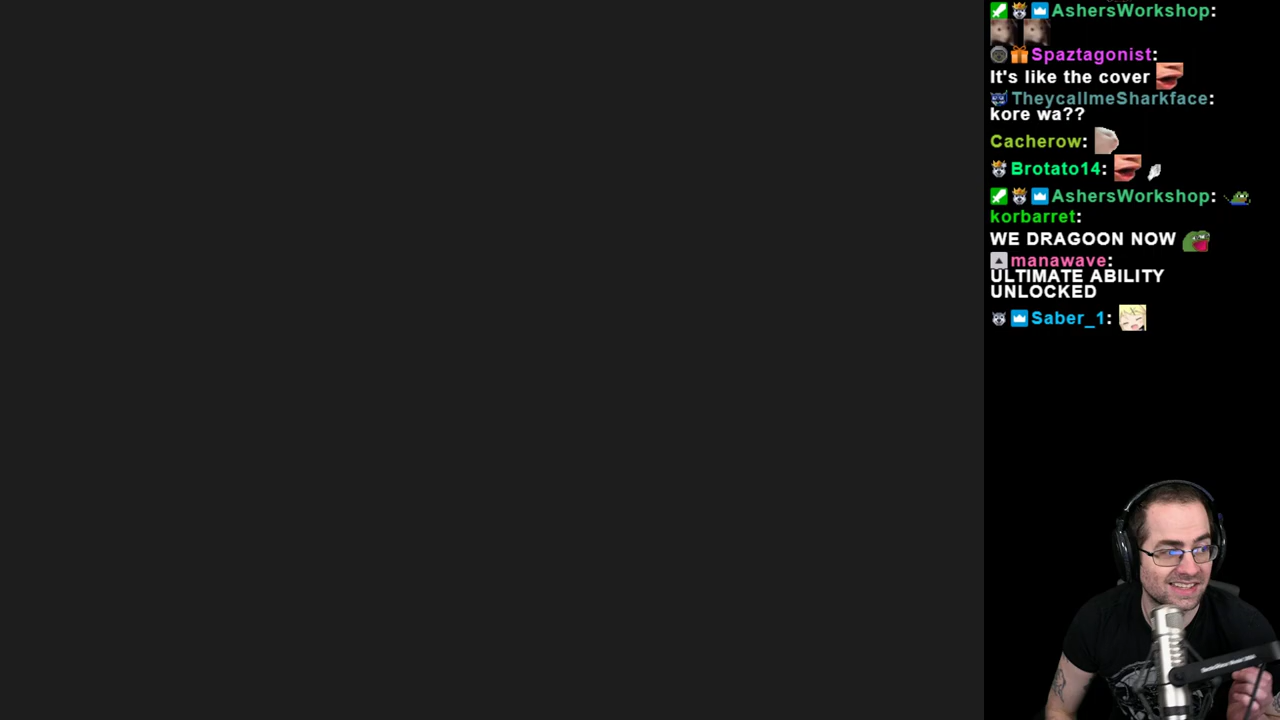 AshersWorkshop:
Spaztagonist:
It's like the cover
TheycallmeSharkface:
kore wa??
Cacherow:
Brotato14:
AshersWorkshop:
korbarret:
WE DRAGOON NOW
manawave:
ULTIMATE ABILITY
UNLOCKED
Saber_1: